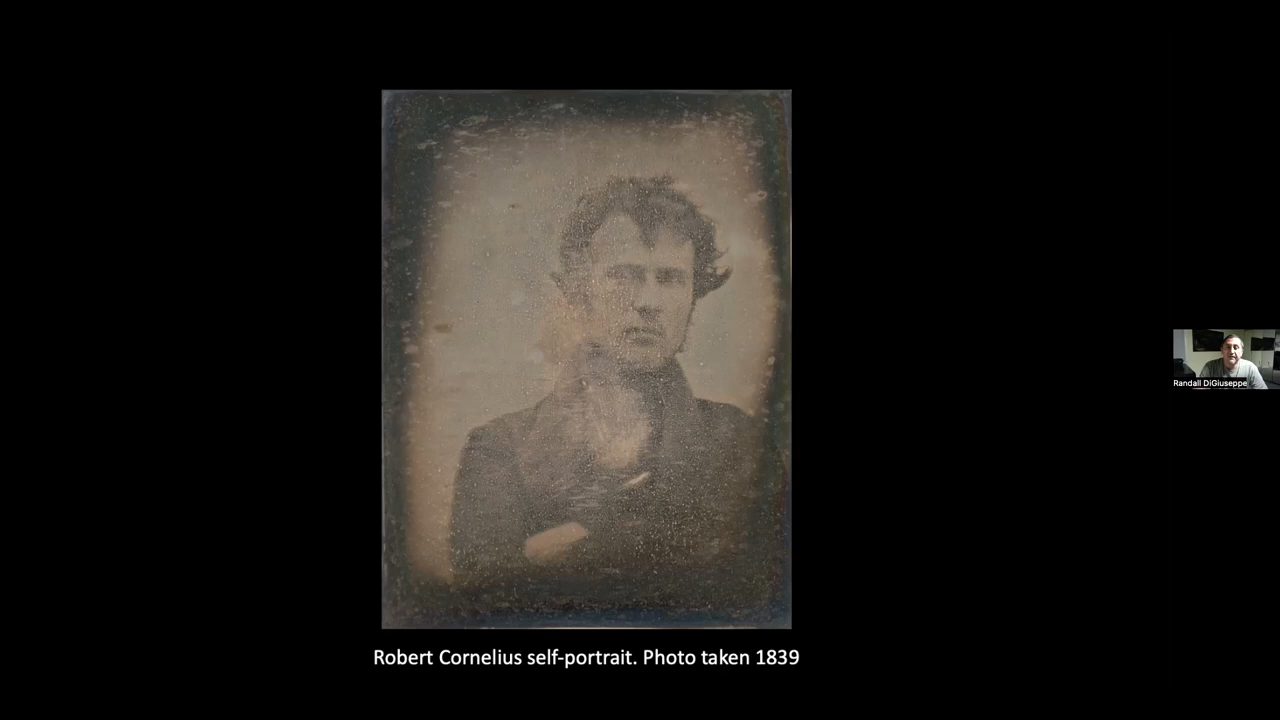 Randall DiGiuseppe
Robert Cornelius self-portrait. Photo taken 1839